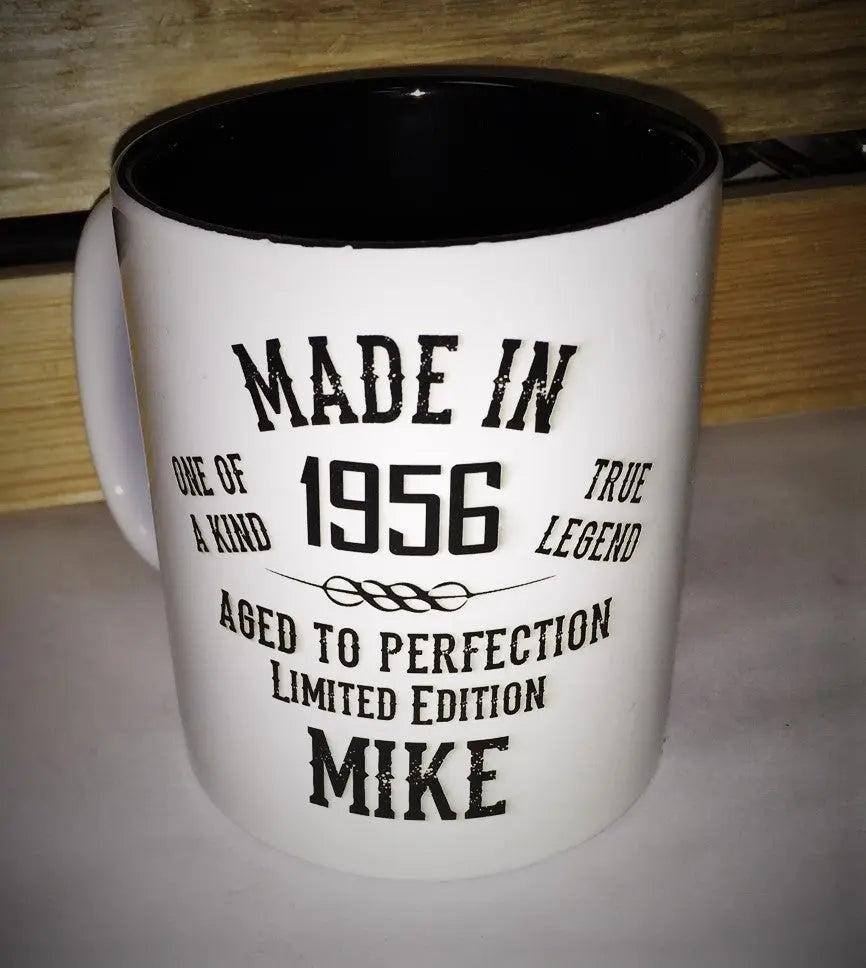 MADE IN
ONE OF
A KIND
1956
TRUE
LEGEND
AGED TO PERFECTION
LIMITED EDITION
MIKE